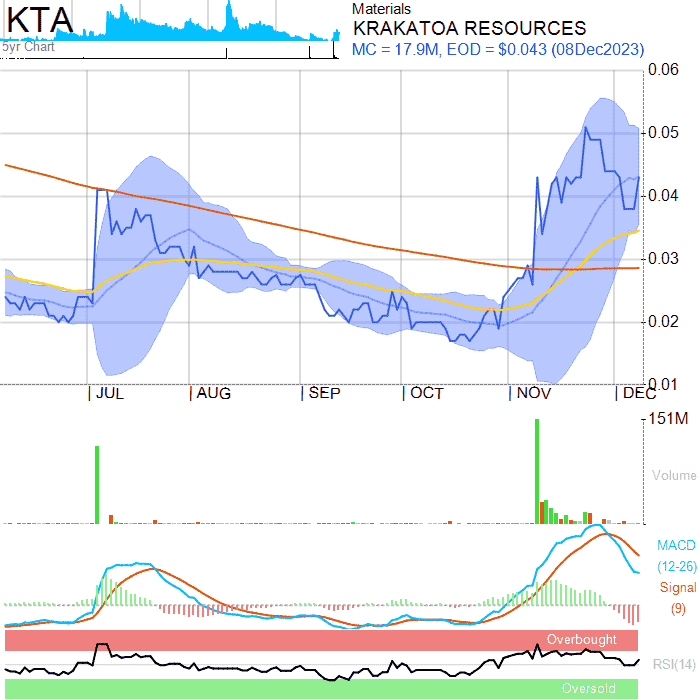 KTA
5yr Chart
Materials
KRAKATOA RESOURCES
MC = 17.9M, EOD = $0.043 (08Dec2023)
0.06
0.05
0.04
0.03
0.02
0.01
JUL AUG SEP OCT NOV DEC
151M
Volume
MACD
(12-26)
Signal
(9)
Overbought
RSI(14)
Oversold